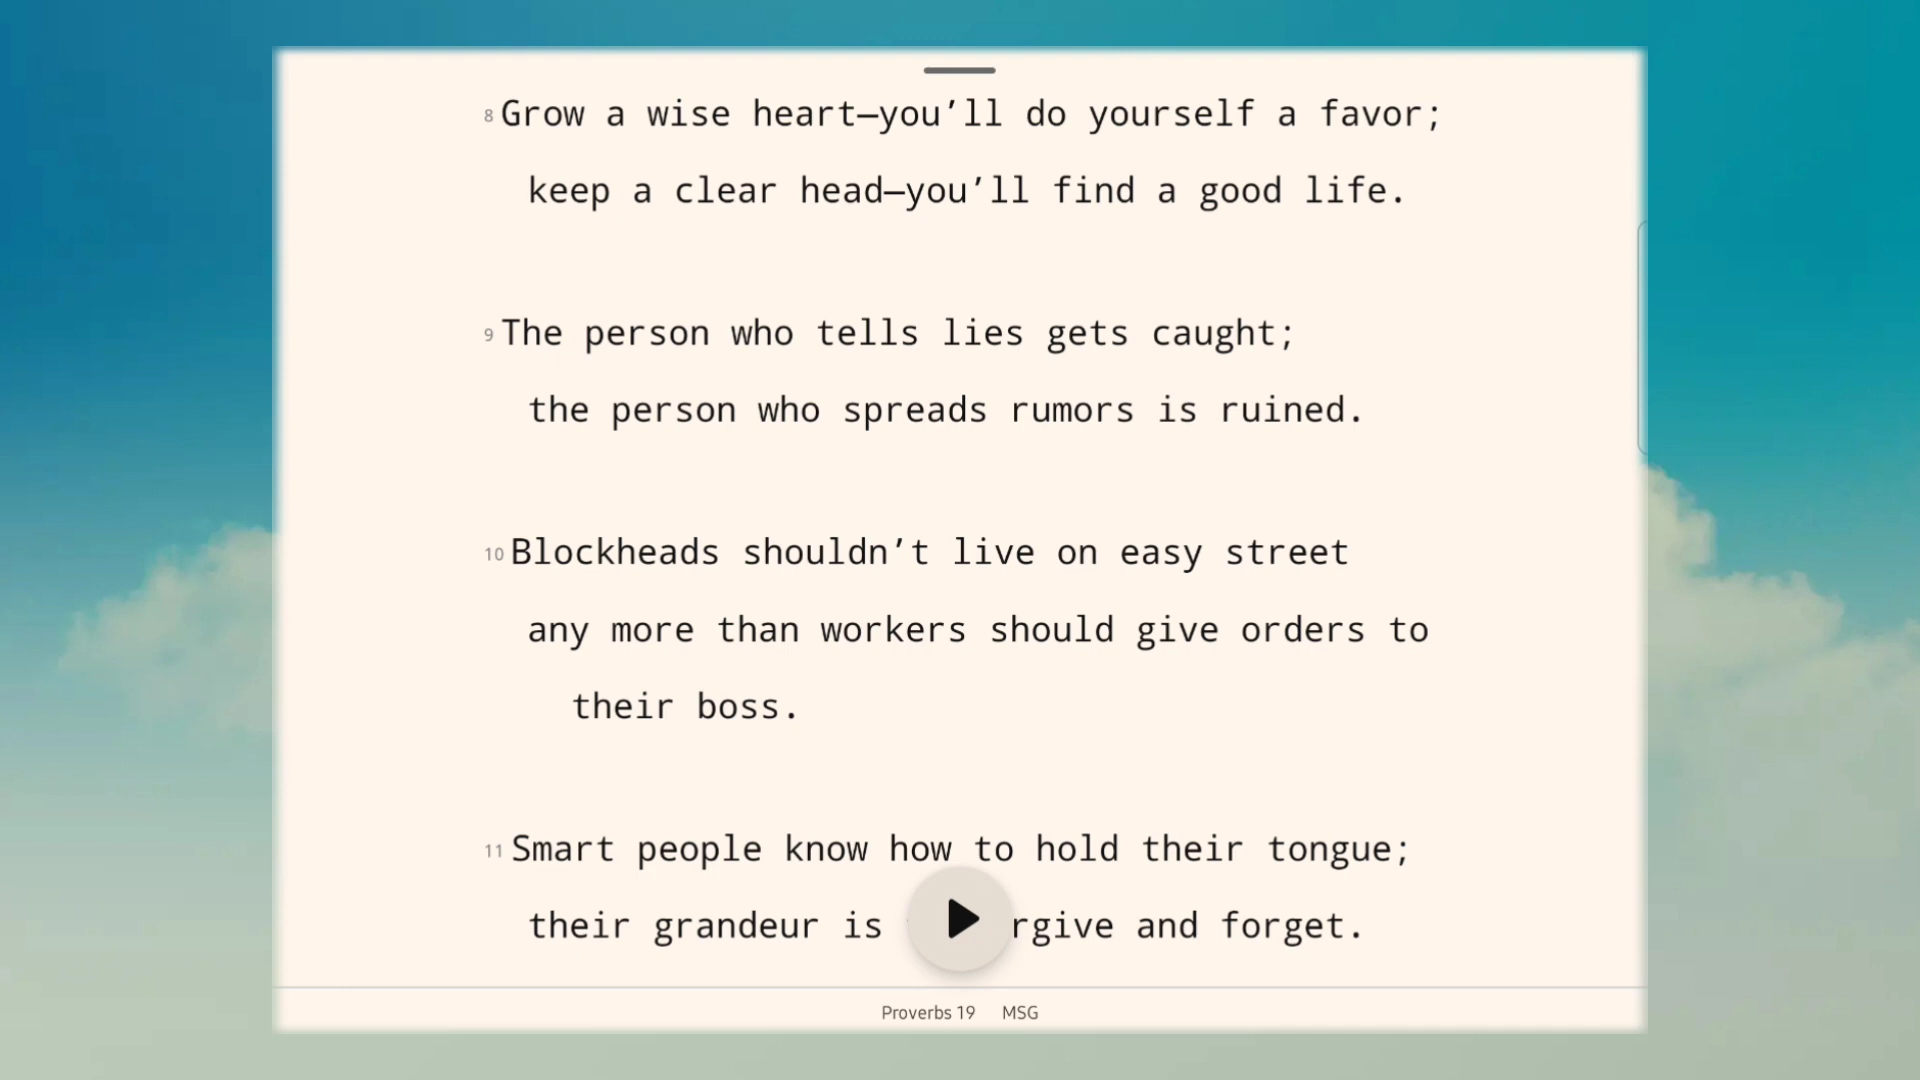 8 Grow a wise heart—you’ll do yourself a favor;
keep a clear head—you’ll find a good life.
9 The person who tells lies gets caught;
the person who spreads rumors is ruined.
10 Blockheads shouldn’t live on easy street
any more than workers should give orders to
their boss.
11 Smart people know how to hold their tongue;
their grandeur is rgive and forget.
Proverbs 19 MSG